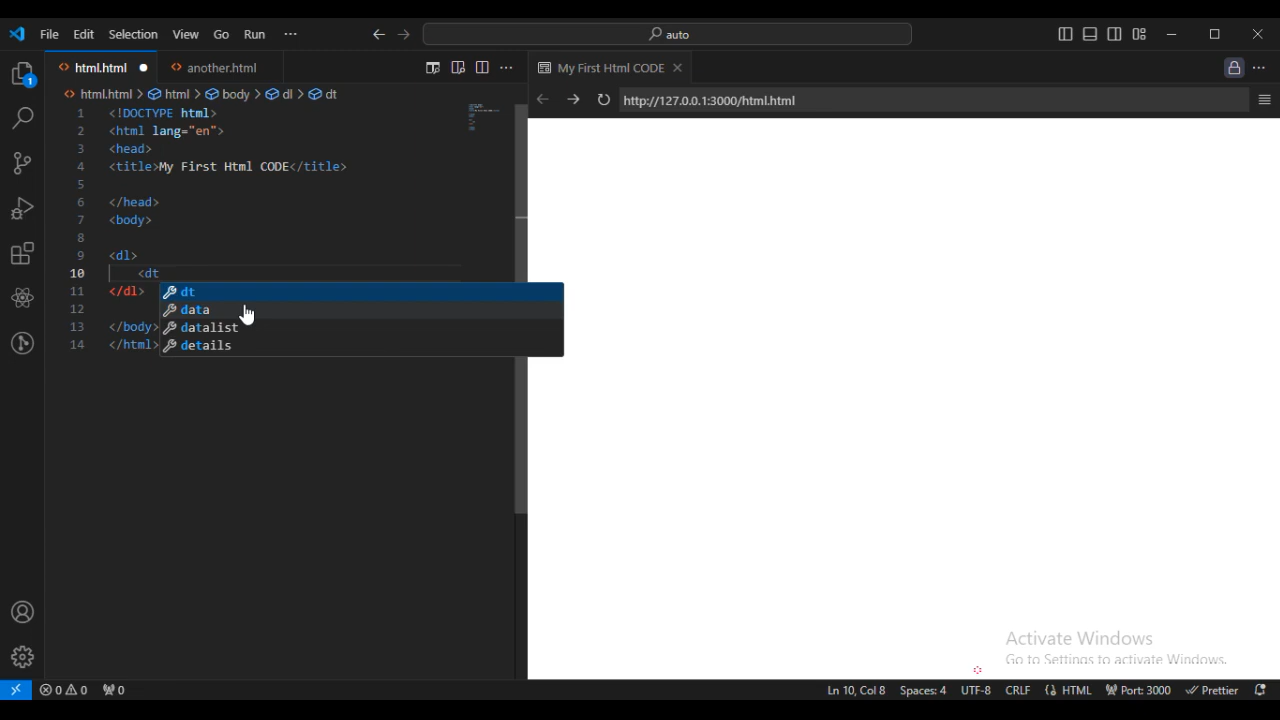 File Edit Selection View Go Run ··· auto
html.html another.html ··· My First Html CODE ···
html.html > html > body > dl > dt
http://127.0.0.1:3000/html.html
1 <!DOCTYPE html>
2 <html lang="en">
3 <head>
4 <title>My First Html CODE</title>
5
6 </head>
7 <body>
8
9 <dl>
10 <dt
11 </dl>
12
13 </body>
14 </html>
dt
data
datalist
details
1
Activate Windows
Go to Settings to activate Windows.
0 0 0 Ln 10, Col 8 Spaces: 4 UTF-8 CRLF HTML Port: 3000 Prettier